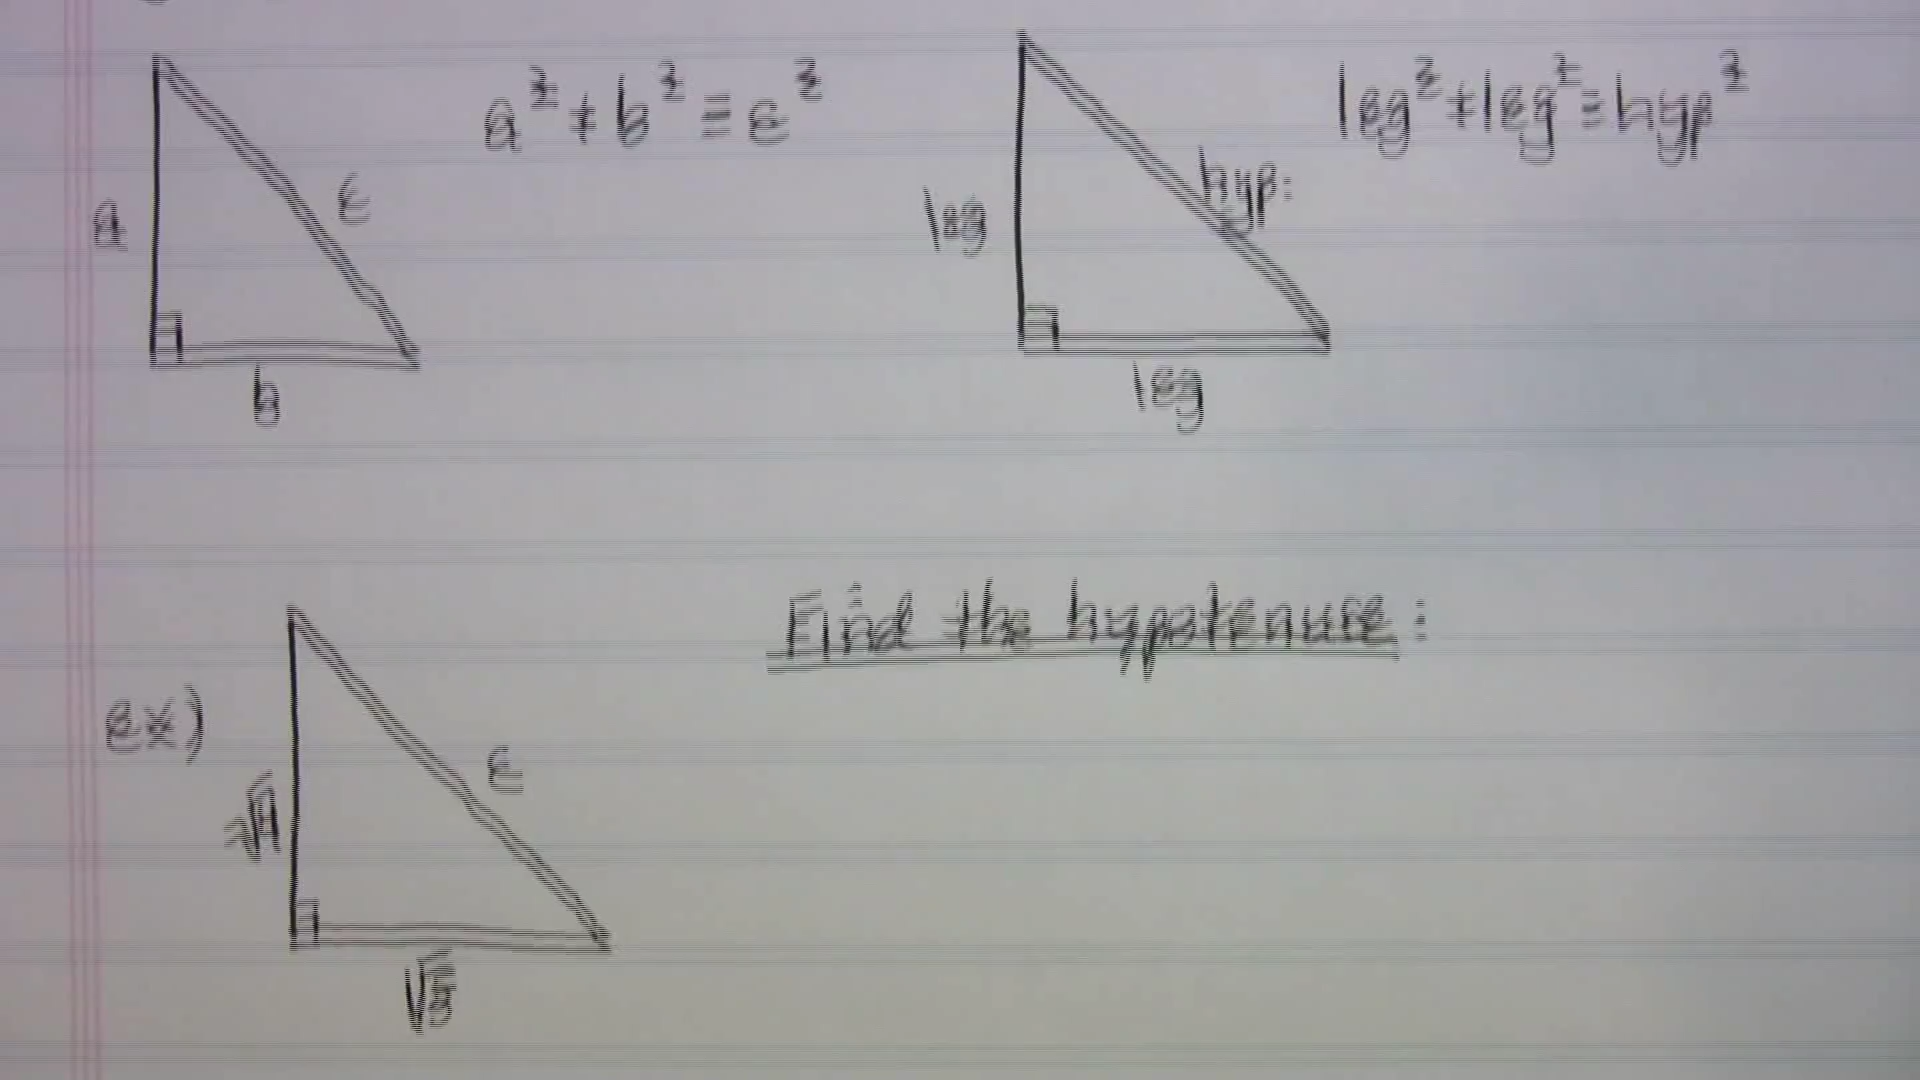 a² + b² = c²
a
c
b
leg² + leg² = hyp²
leg
hyp.
leg
Find the hypotenuse:
ex)
c